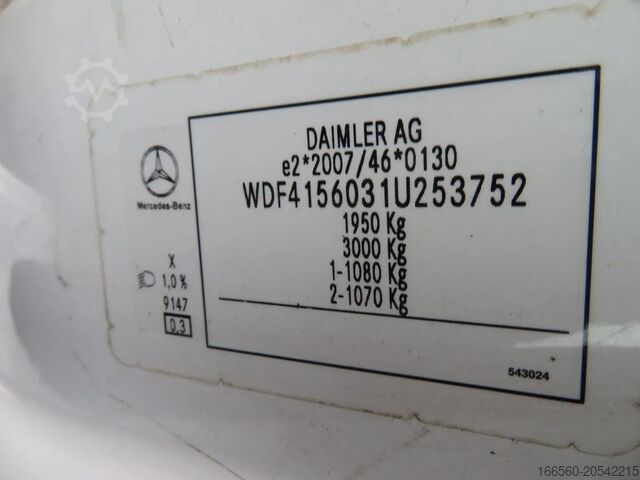 DAIMLER AG
e2*2007/46*0130
WDF4156031U253752
1950 Kg
3000 Kg
1-1080 Kg
2-1070 Kg
Mercedes-Benz
X
1,0%
9147
0.3
543024
166560-20542215